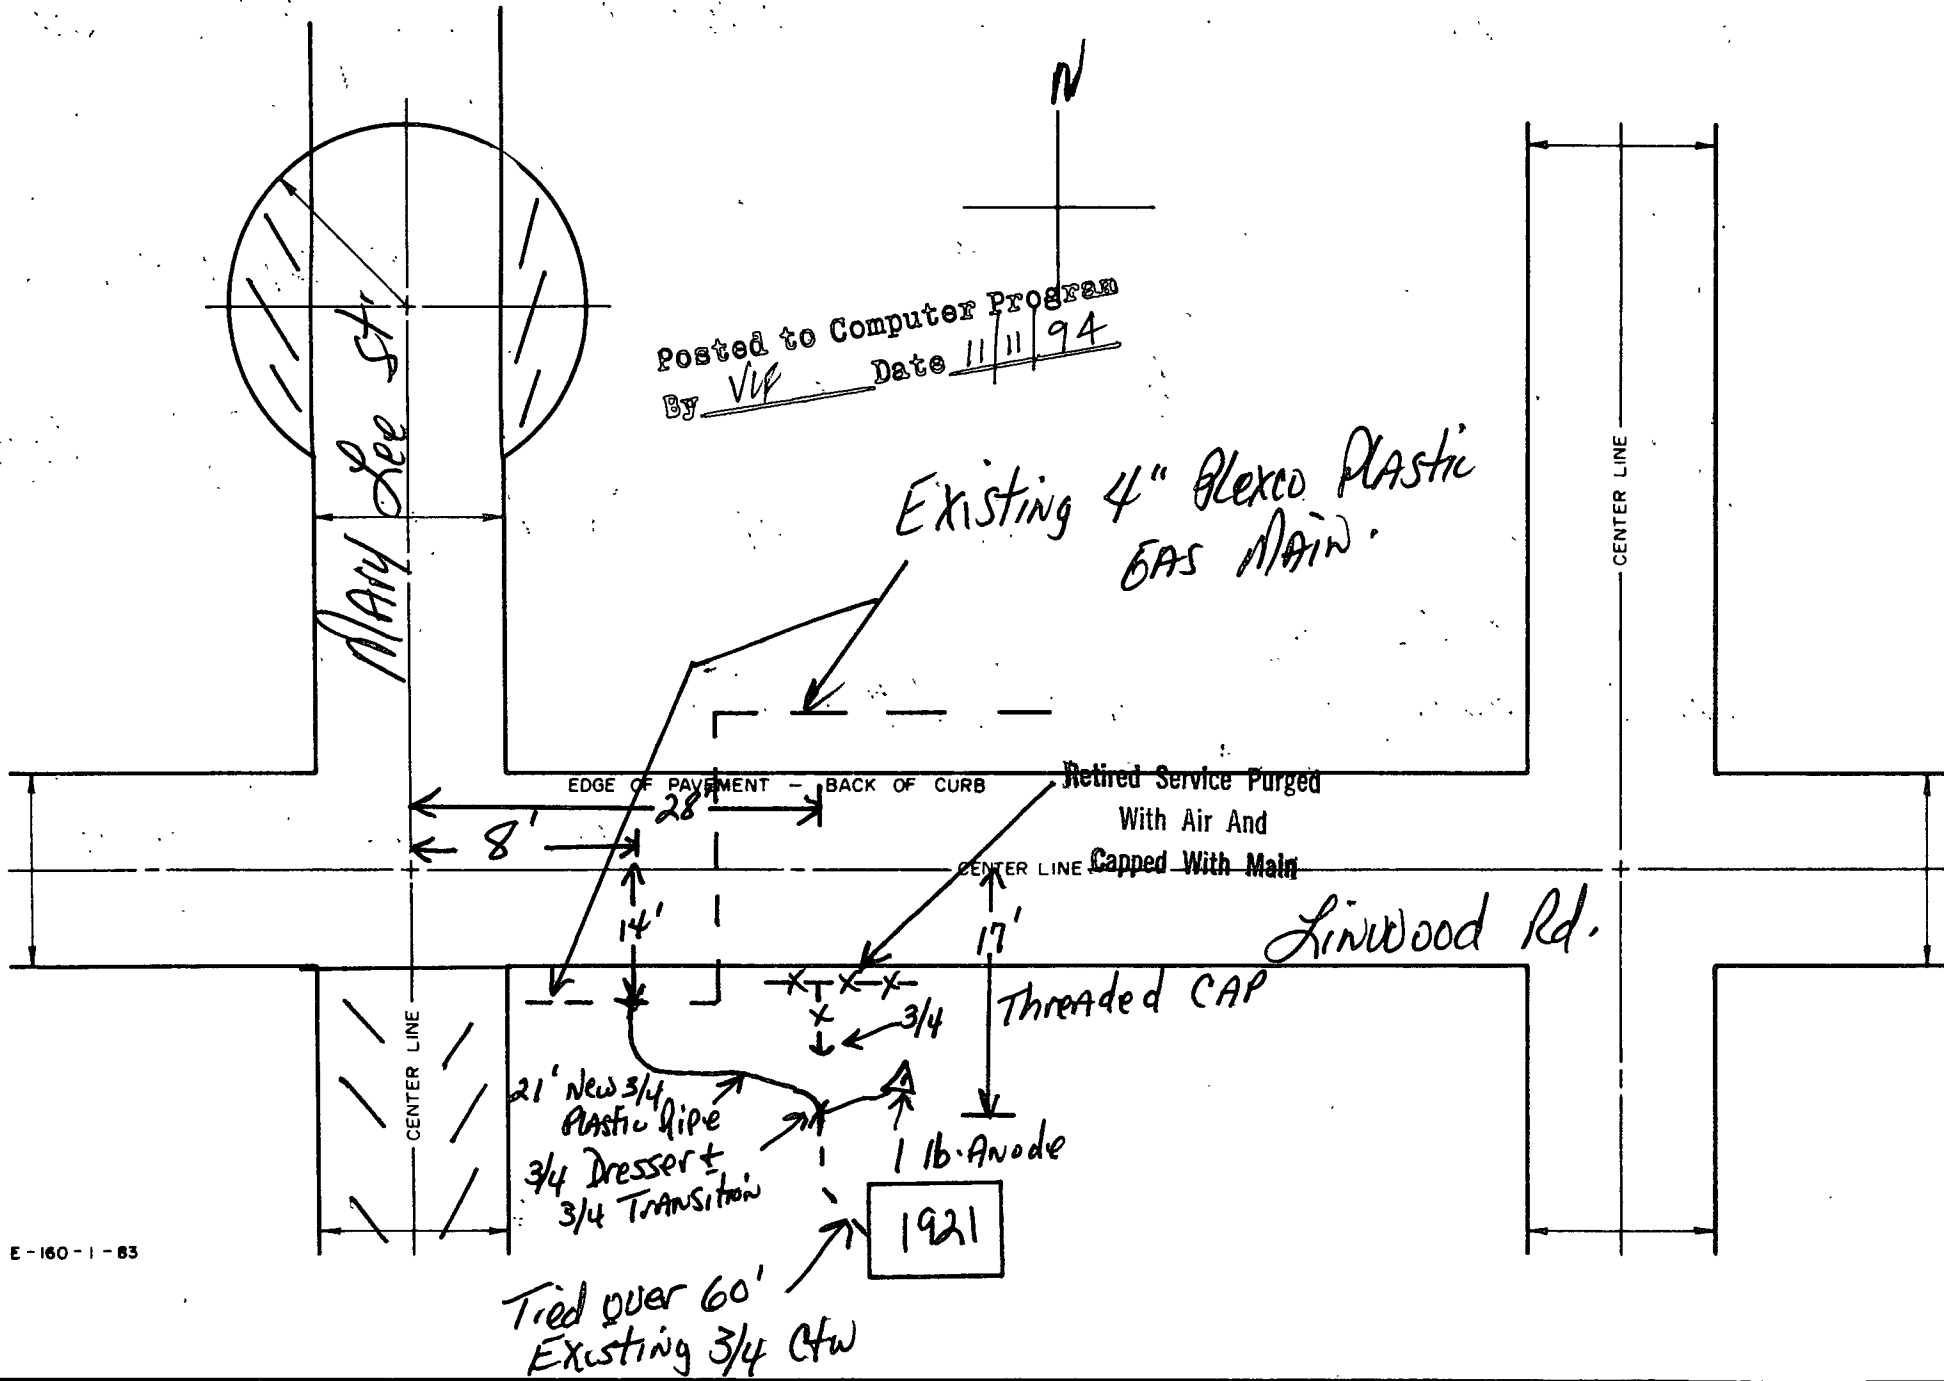 N
Posted to Computer Program
By Date 11 11 94
Mary Lee St
Existing 4" Plexco Plastic
GAS MAIN.
CENTER LINE
EDGE OF PAVEMENT - BACK OF CURB
Retired Service Purged
With Air And
Capped With Main
28'
8'
CENTER LINE
14'
17'
Linwood Rd.
Threaded CAP
3/4
CENTER LINE
21' New 3/4
Plastic Pipe
3/4 Dresser +
3/4 Transition
1 lb. Anode
1921
E-160-1-83
Tied over 60'
Existing 3/4 Ctw